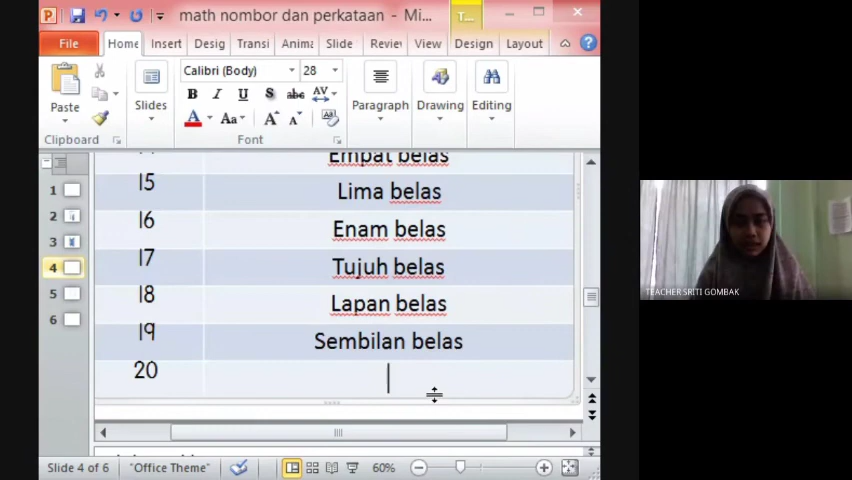 math nombor dan perkataan - Mi...
T...
File Home Insert Desig Transi Anima Slide Review View Design Layout
Calibri (Body) 28
Paste Slides B I U S abc AV Paragraph Drawing Editing
A Aa A A
Clipboard Font
Empat belas
15 Lima belas
16 Enam belas
17 Tujuh belas
18 Lapan belas
19 Sembilan belas
20
1
2
3
4
5
6
TEACHER SRITI GOMBAK
Slide 4 of 6 "Office Theme" 60%